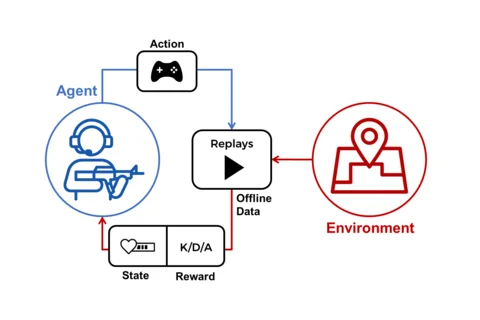 Action
Agent
Replays
Offline
Data
Environment
K/D/A
State
Reward